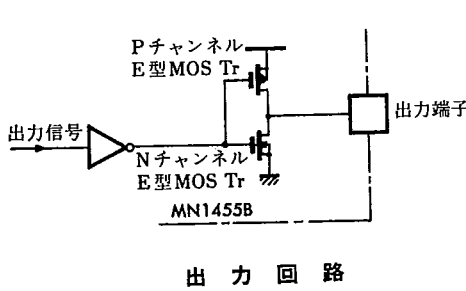 Pチャンネル
E型MOS Tr
出力信号
出力端子
Nチャンネル
E型MOS Tr
MN1455B
出力回路